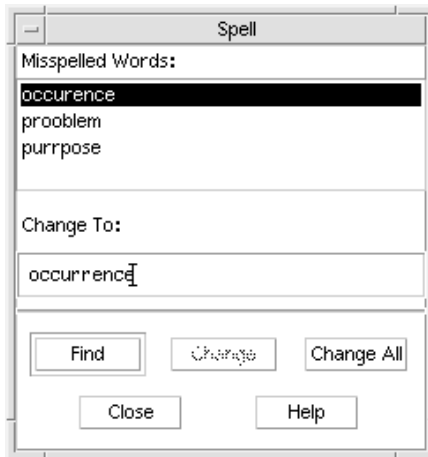 Spell
Misspelled Words:
occurence
prooblem
purrpose
Change To:
occurrence
Find Change Change All
Close Help